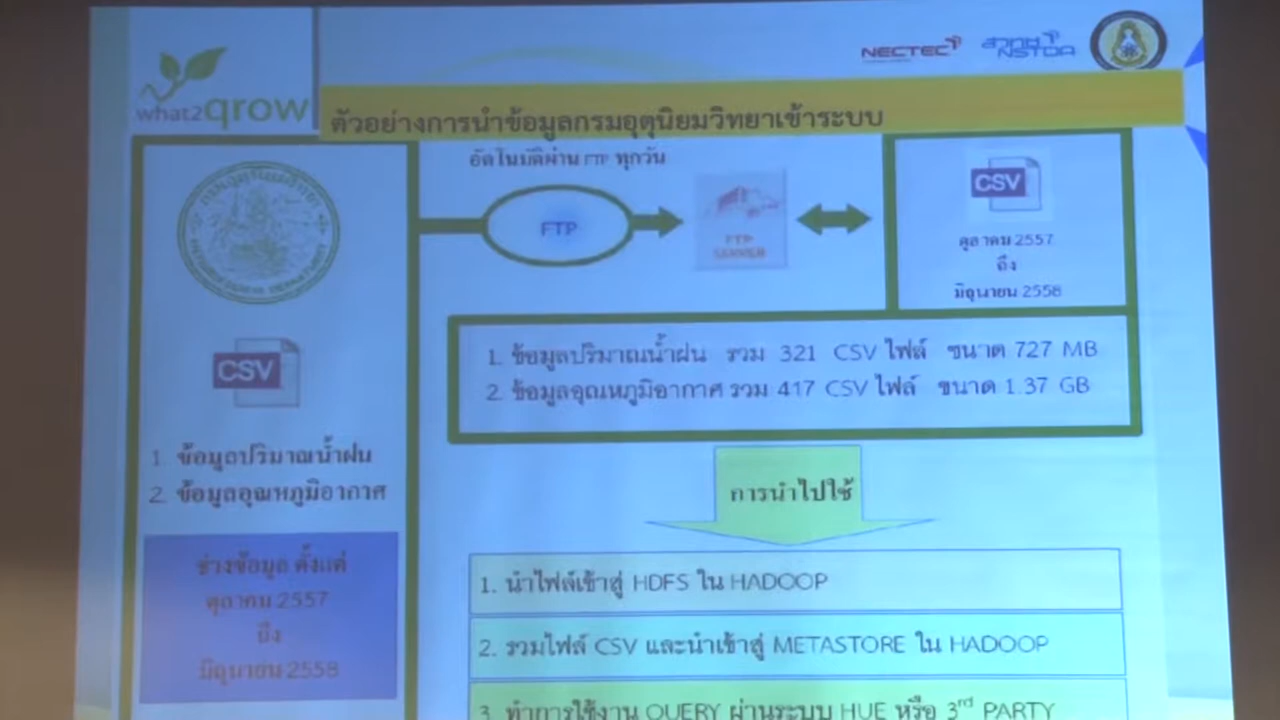 what2grow
NECTEC
สวทช
NSTDA
ตัวอย่างการนำข้อมูลกรมอุตุนิยมวิทยาเข้าระบบ
อัตโนมัติผ่าน FTP ทุกวัน
FTP
FTP
SERVER
CSV
ตุลาคม 2557
ถึง
มิถุนายน 2558
CSV
1. ข้อมูลปริมาณน้ำฝน
2. ข้อมูลอุณหภูมิอากาศ
ช่วงข้อมูล ตั้งแต่
ตุลาคม 2557
ถึง
มิถุนายน 2558
1. ข้อมูลปริมาณน้ำฝน รวม 321 CSV ไฟล์ ขนาด 727 MB
2. ข้อมูลอุณหภูมิอากาศ รวม 417 CSV ไฟล์ ขนาด 1.37 GB
การนำไปใช้
1. นำไฟล์เข้าสู่ HDFS ใน HADOOP
2. รวมไฟล์ CSV และนำเข้าสู่ METASTORE ใน HADOOP
3. ทำการใช้งาน QUERY ผ่านระบบ HUE หรือ 3rd PARTY